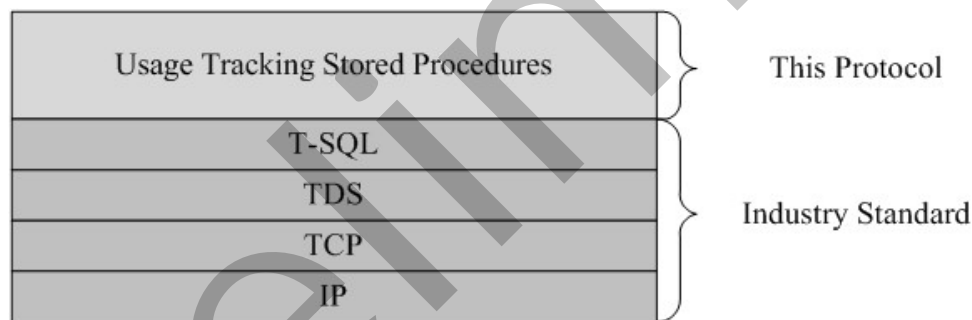 Usage Tracking Stored Procedures
This Protocol
T-SQL
TDS
TCP
IP
Industry Standard